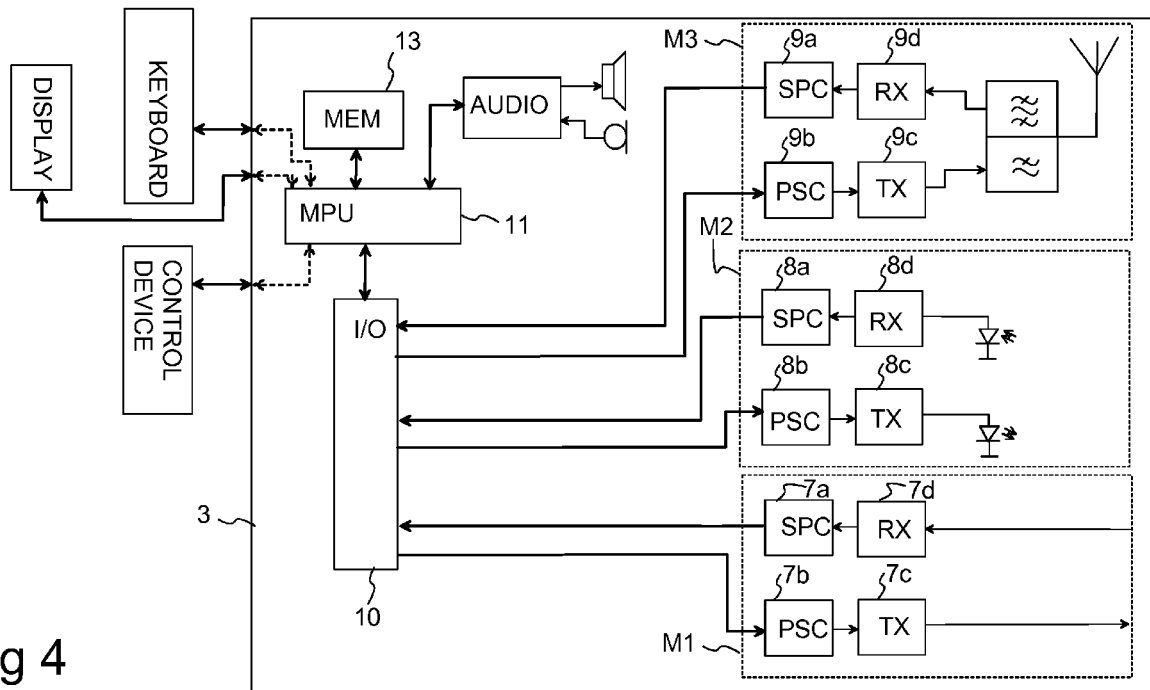 M3
9a
9d
SPC
RX
9b
9c
PSC
TX
13
MEM
AUDIO
KEYBOARD
DISPLAY
MPU
11
CONTROL
DEVICE
I/O
10
3
M2
8a
8d
SPC
RX
8b
8c
PSC
TX
7a
7d
SPC
RX
7b
7c
PSC
TX
M1
g 4